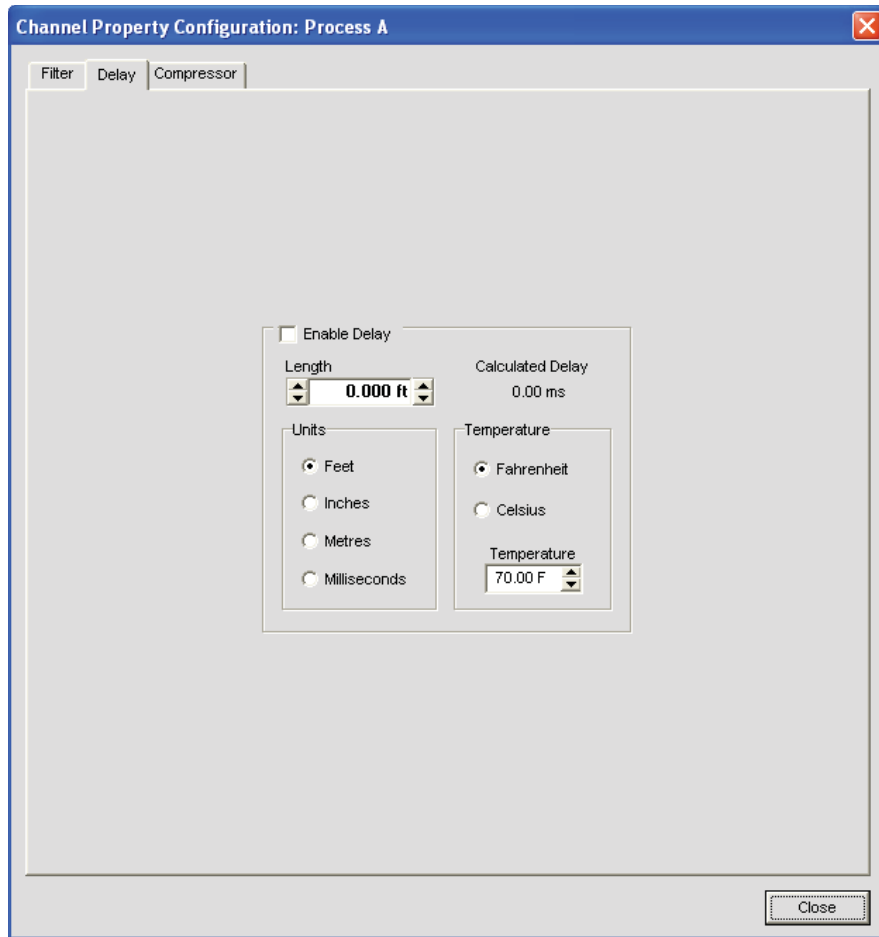 Channel Property Configuration: Process A
Filter Delay Compressor
Enable Delay
Length Calculated Delay
0.000 ft 0.00 ms
Units Temperature
Feet Fahrenheit
Inches Celsius
Metres Temperature
Milliseconds 70.00 F
Close